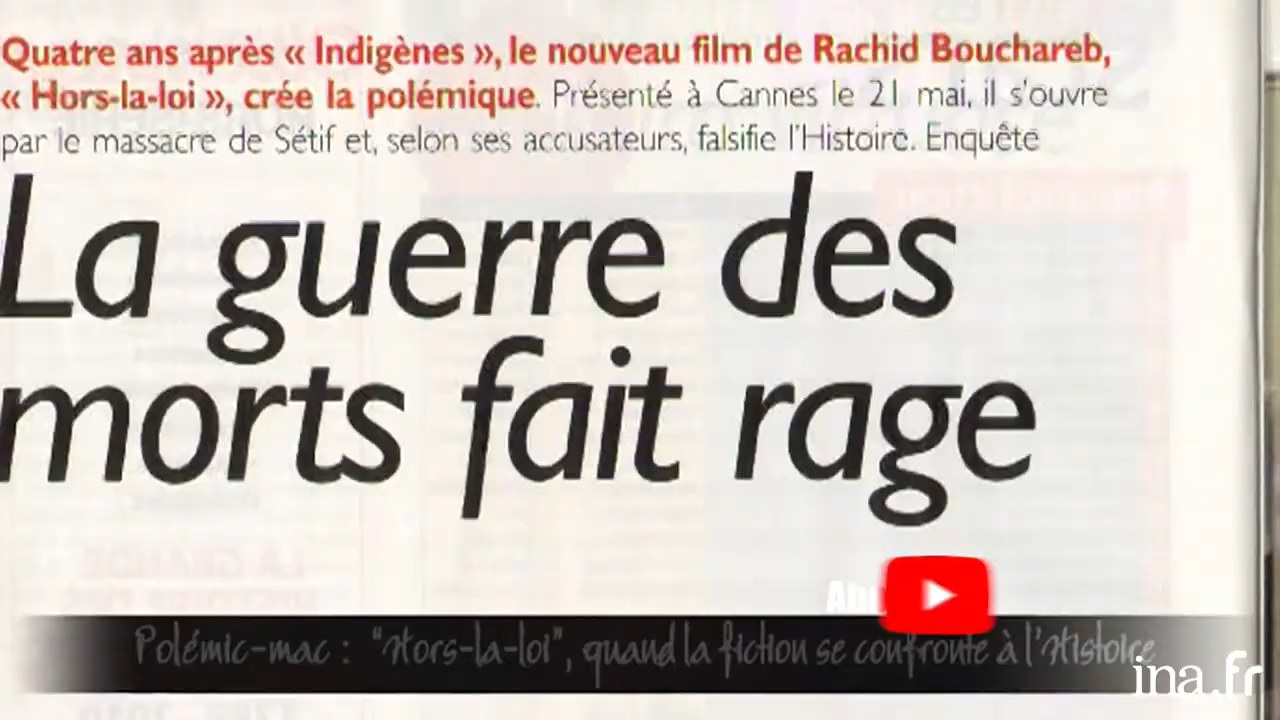 Quatre ans après « Indigènes », le nouveau film de Rachid Bouchareb,
« Hors-la-loi », crée la polémique. Présenté à Cannes le 21 mai, il s'ouvre
par le massacre de Sétif et, selon ses accusateurs, falsifie l'Histoire. Enquête
La guerre des
morts fait rage
Polémic-mac : "Hors-la-loi", quand la fiction se confronte à l'Histoire
ina.fr